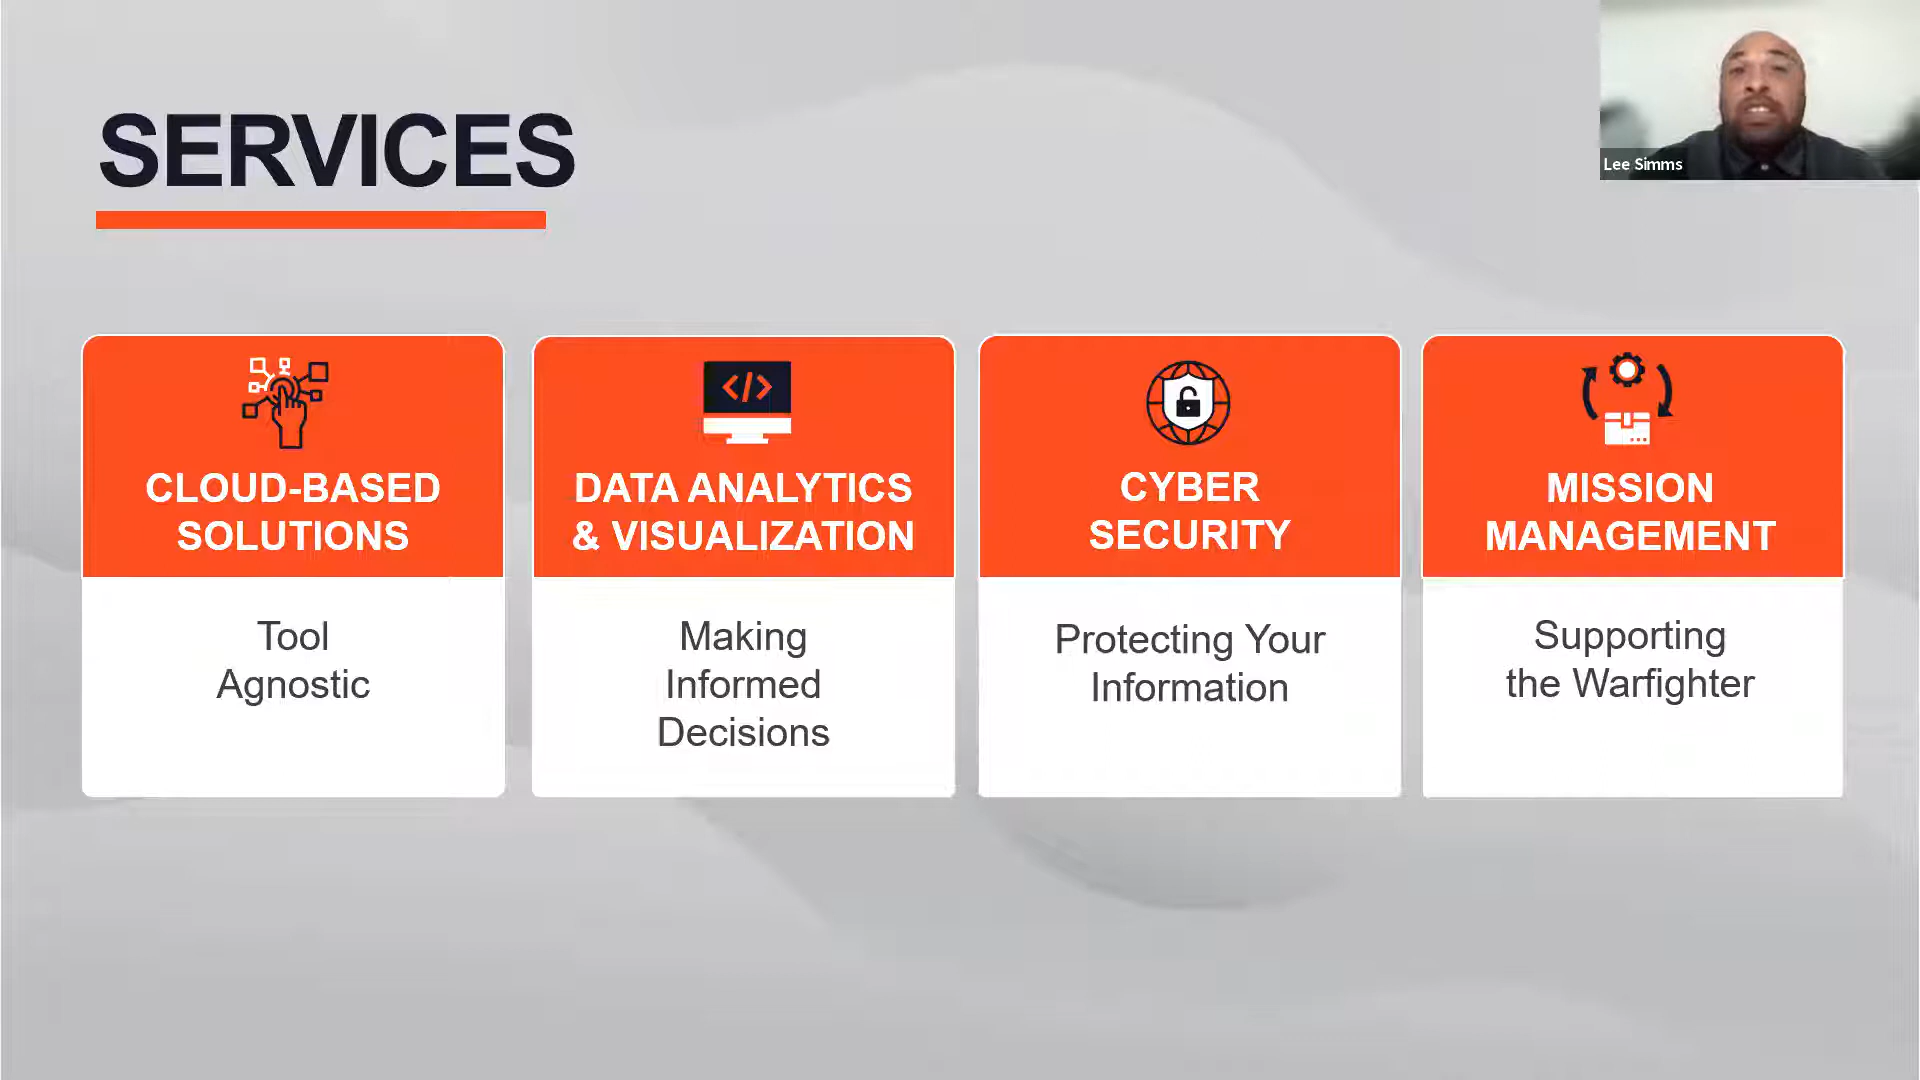 SERVICES
Lee Simms
CLOUD-BASED
SOLUTIONS
Tool
Agnostic
</>
DATA ANALYTICS
& VISUALIZATION
Making
Informed
Decisions
CYBER
SECURITY
Protecting Your
Information
MISSION
MANAGEMENT
Supporting
the Warfighter